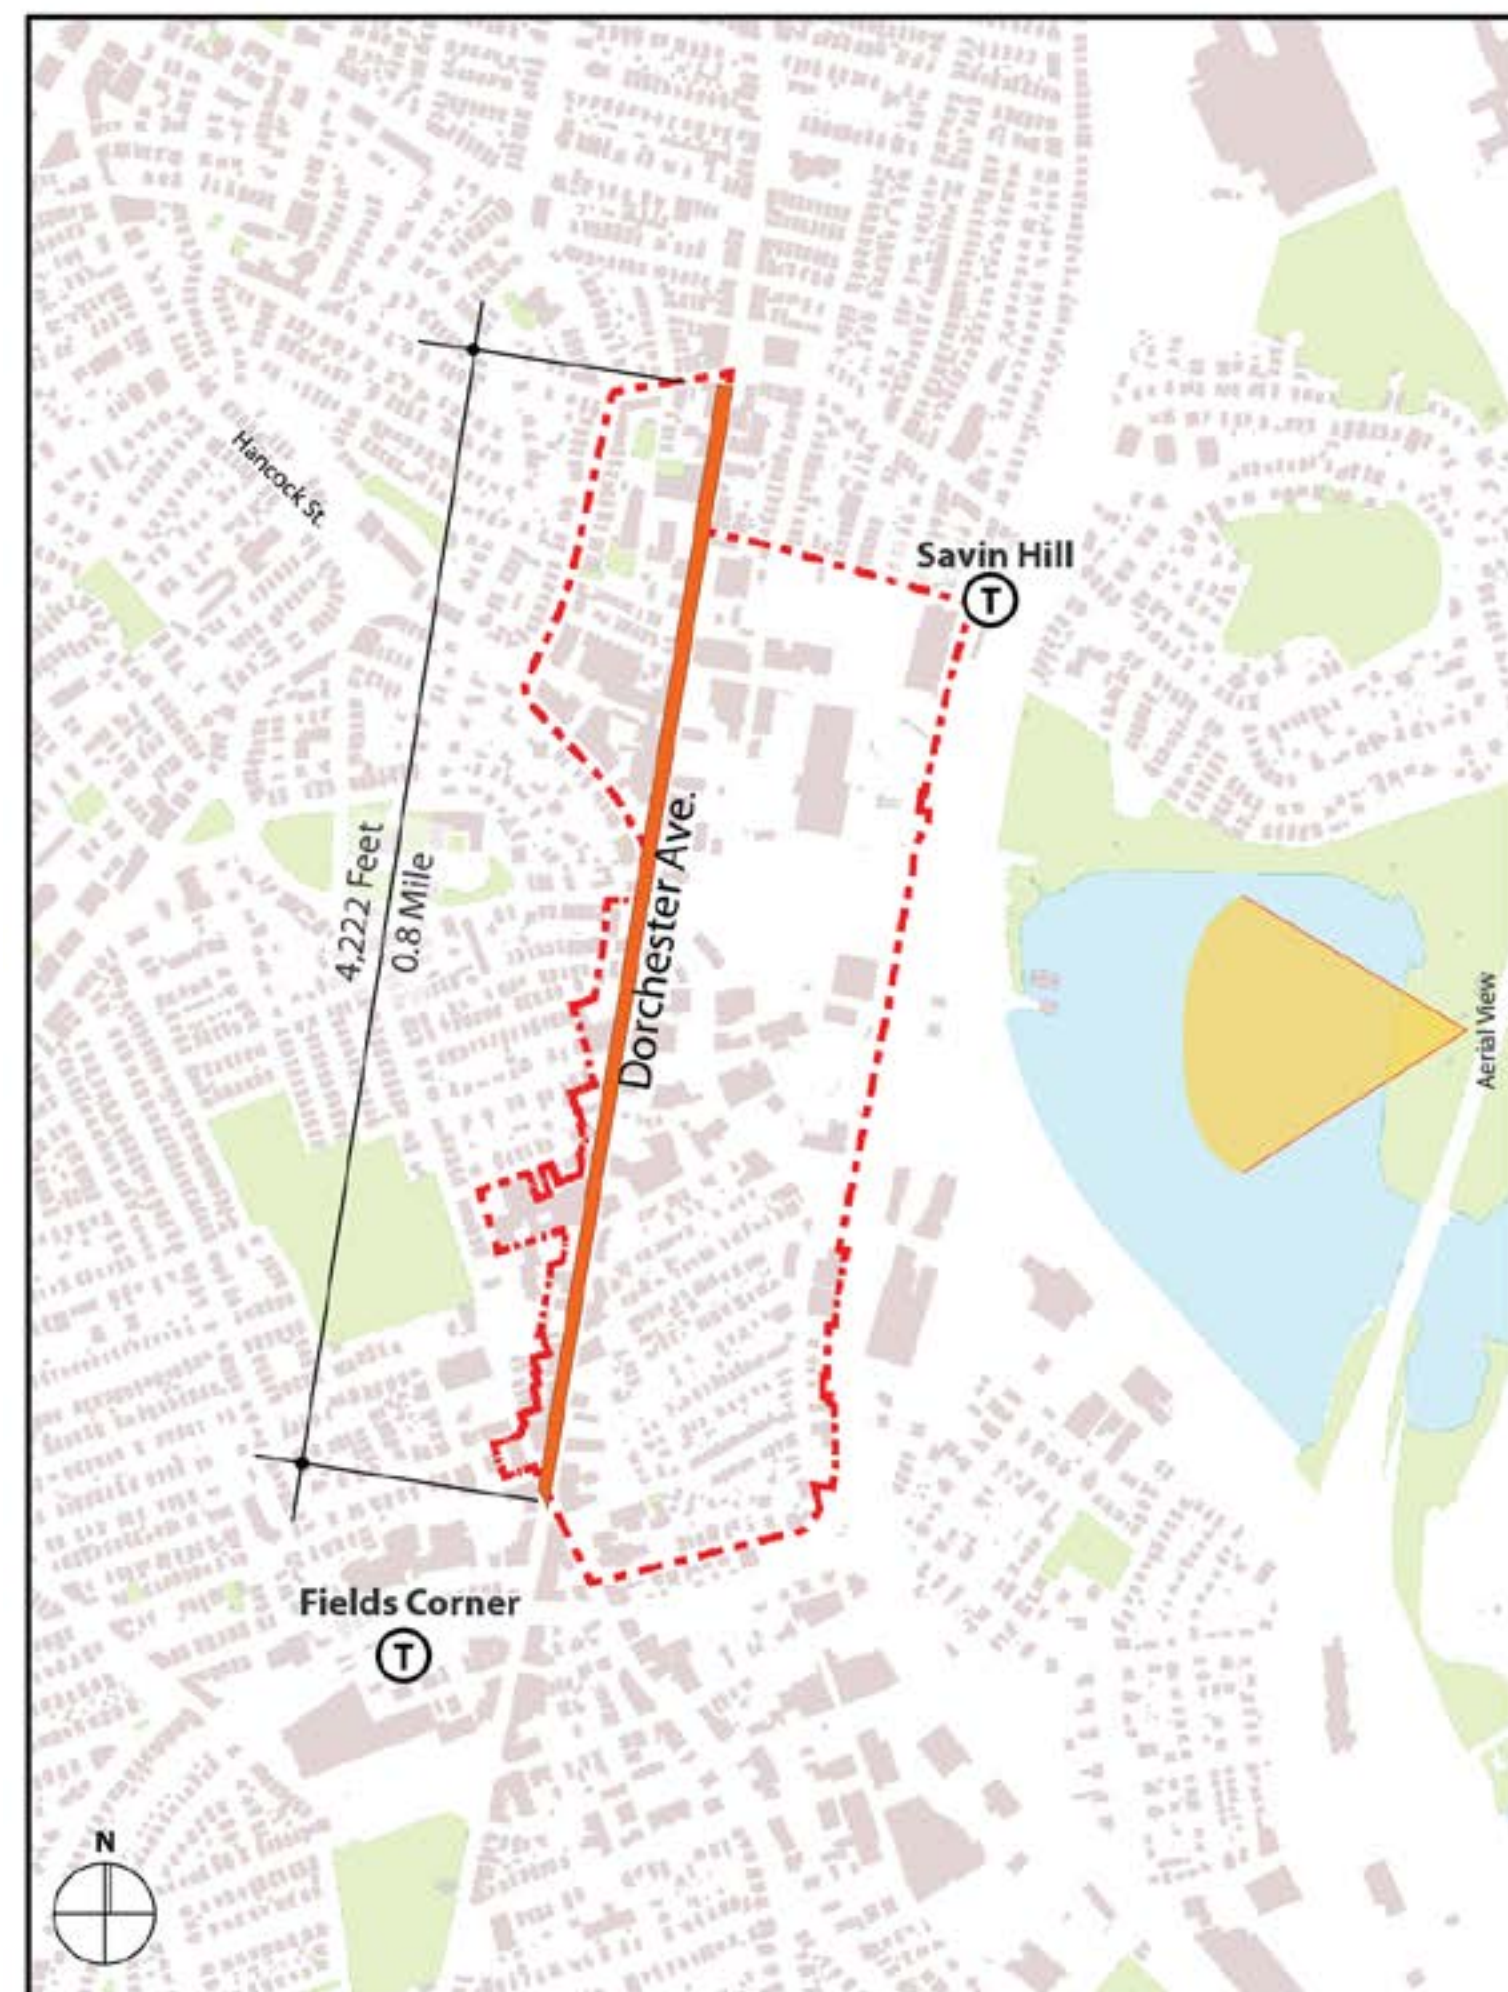 Hancock St.
Savin Hill
T
4,222 Feet
0.8 Mile
Dorchester Ave.
Aerial View
Fields Corner
T
N